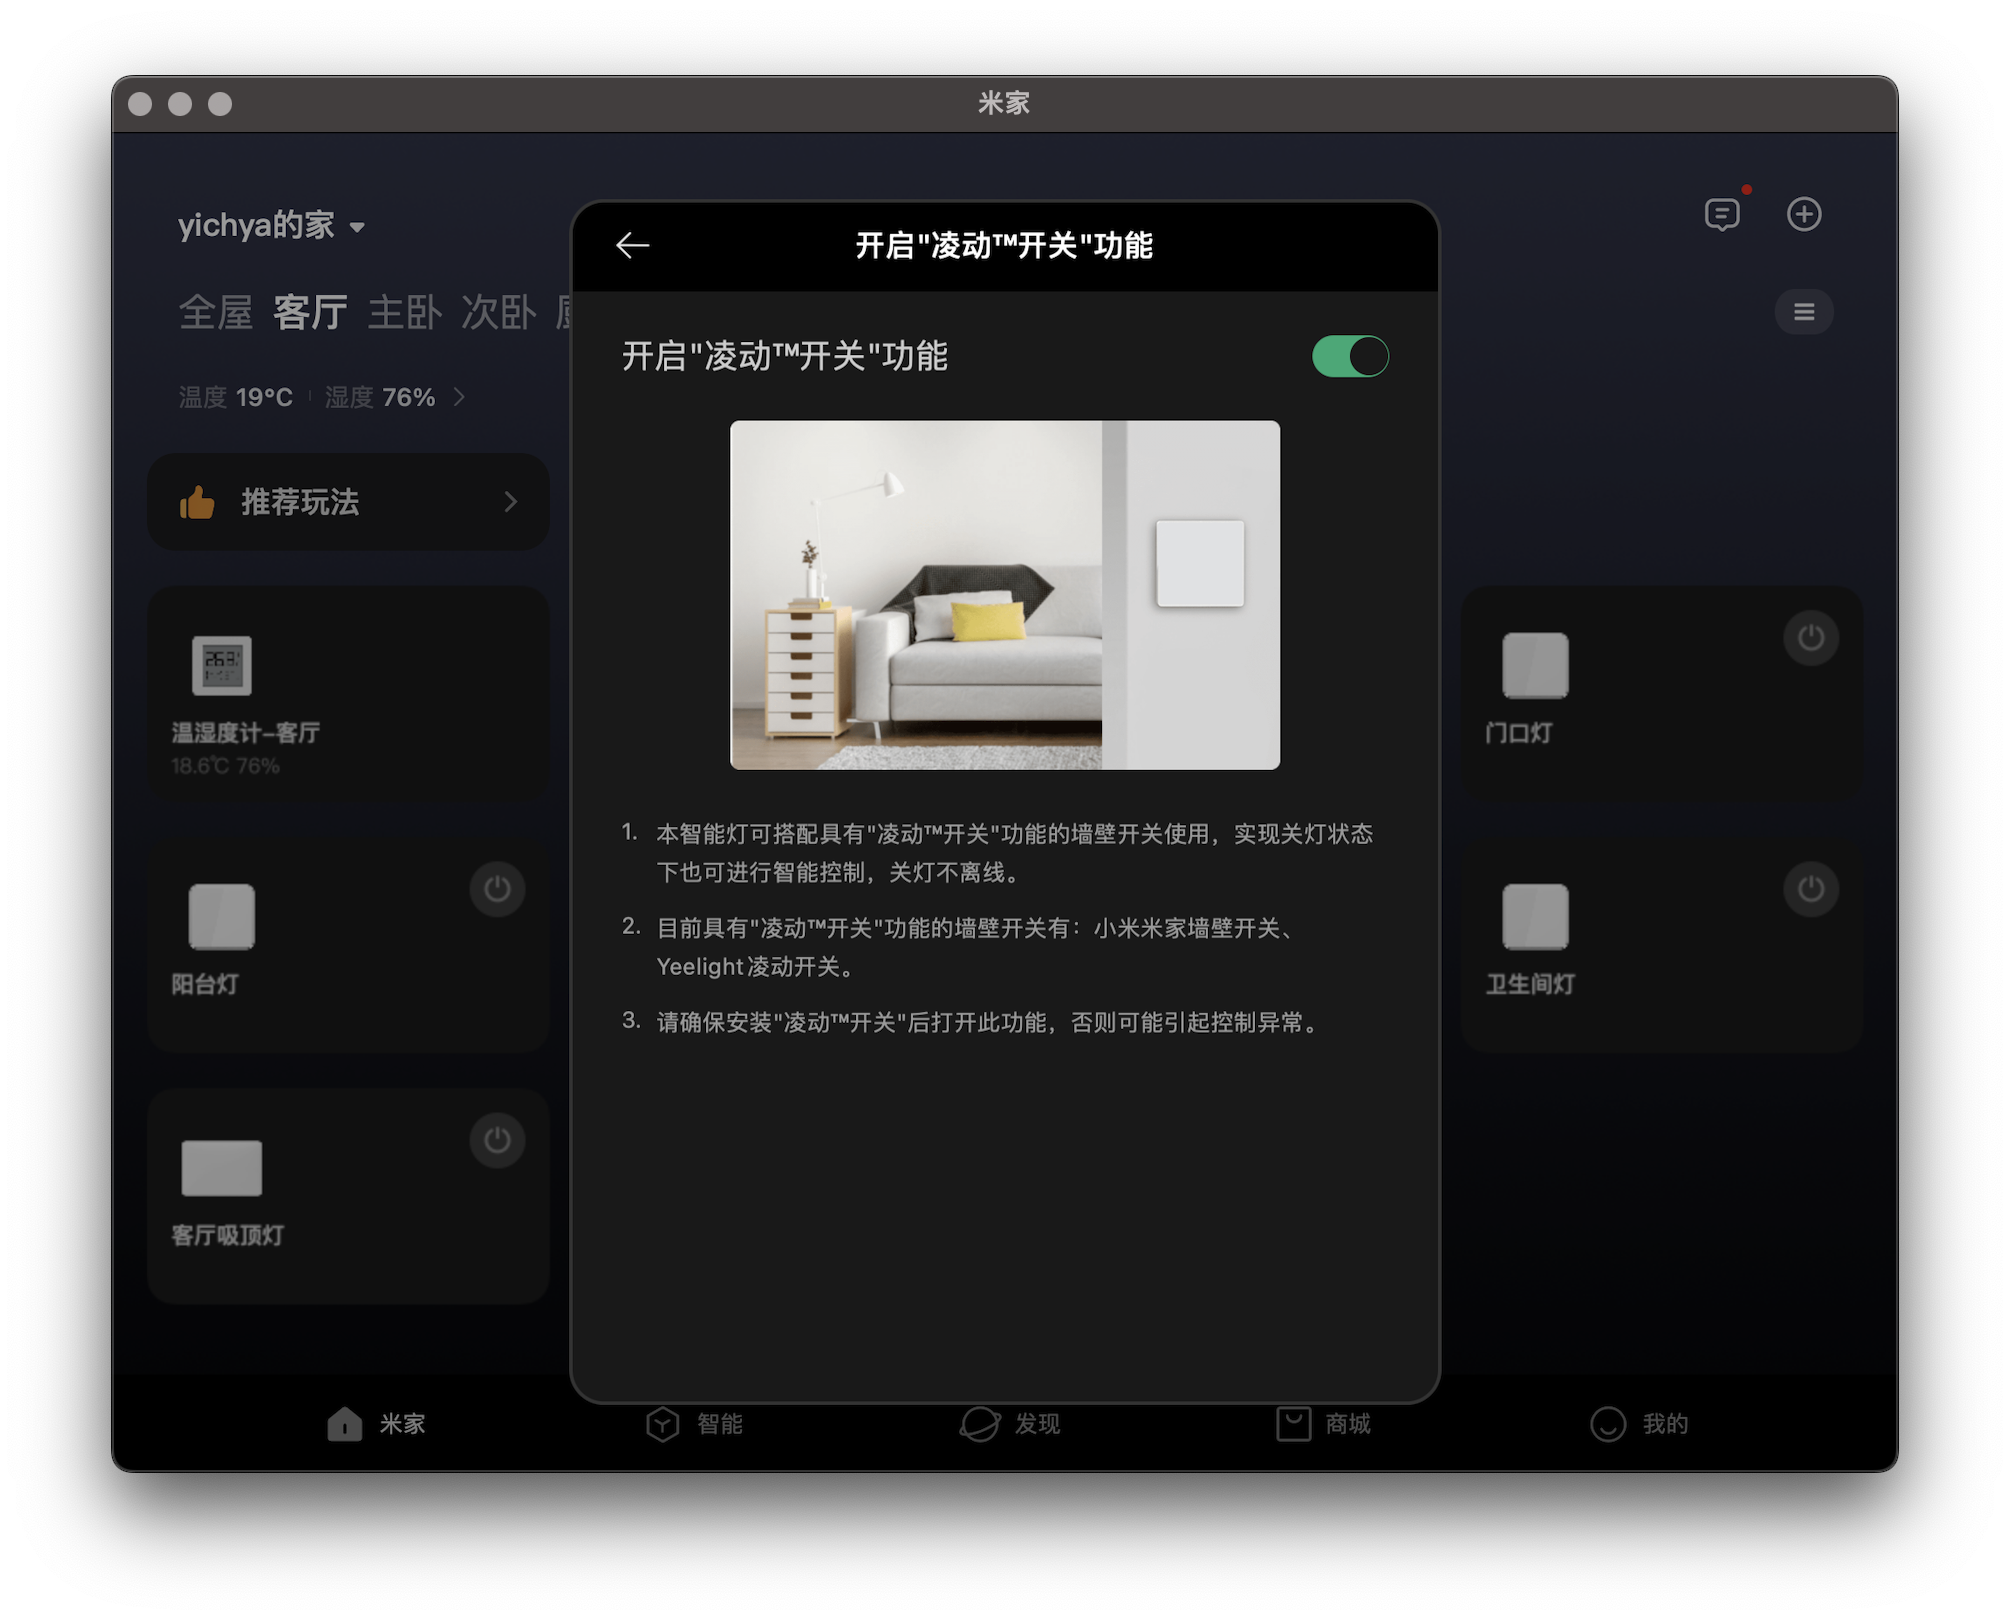 米家
yichya的家
全屋 客厅 主卧 次卧
温度 19°C 湿度 76%
推荐玩法
温湿度计-客厅
18.6℃ 76%
阳台灯
客厅吸顶灯
开启"凌动™开关"功能
开启"凌动™开关"功能
1. 本智能灯可搭配具有"凌动™开关"功能的墙壁开关使用，实现关灯状态
下也可进行智能控制，关灯不离线。
2. 目前具有"凌动™开关"功能的墙壁开关有：小米米家墙壁开关、
Yeelight凌动开关。
3. 请确保安装"凌动™开关"后打开此功能，否则可能引起控制异常。
门口灯
卫生间灯
米家 智能 发现 商城 我的